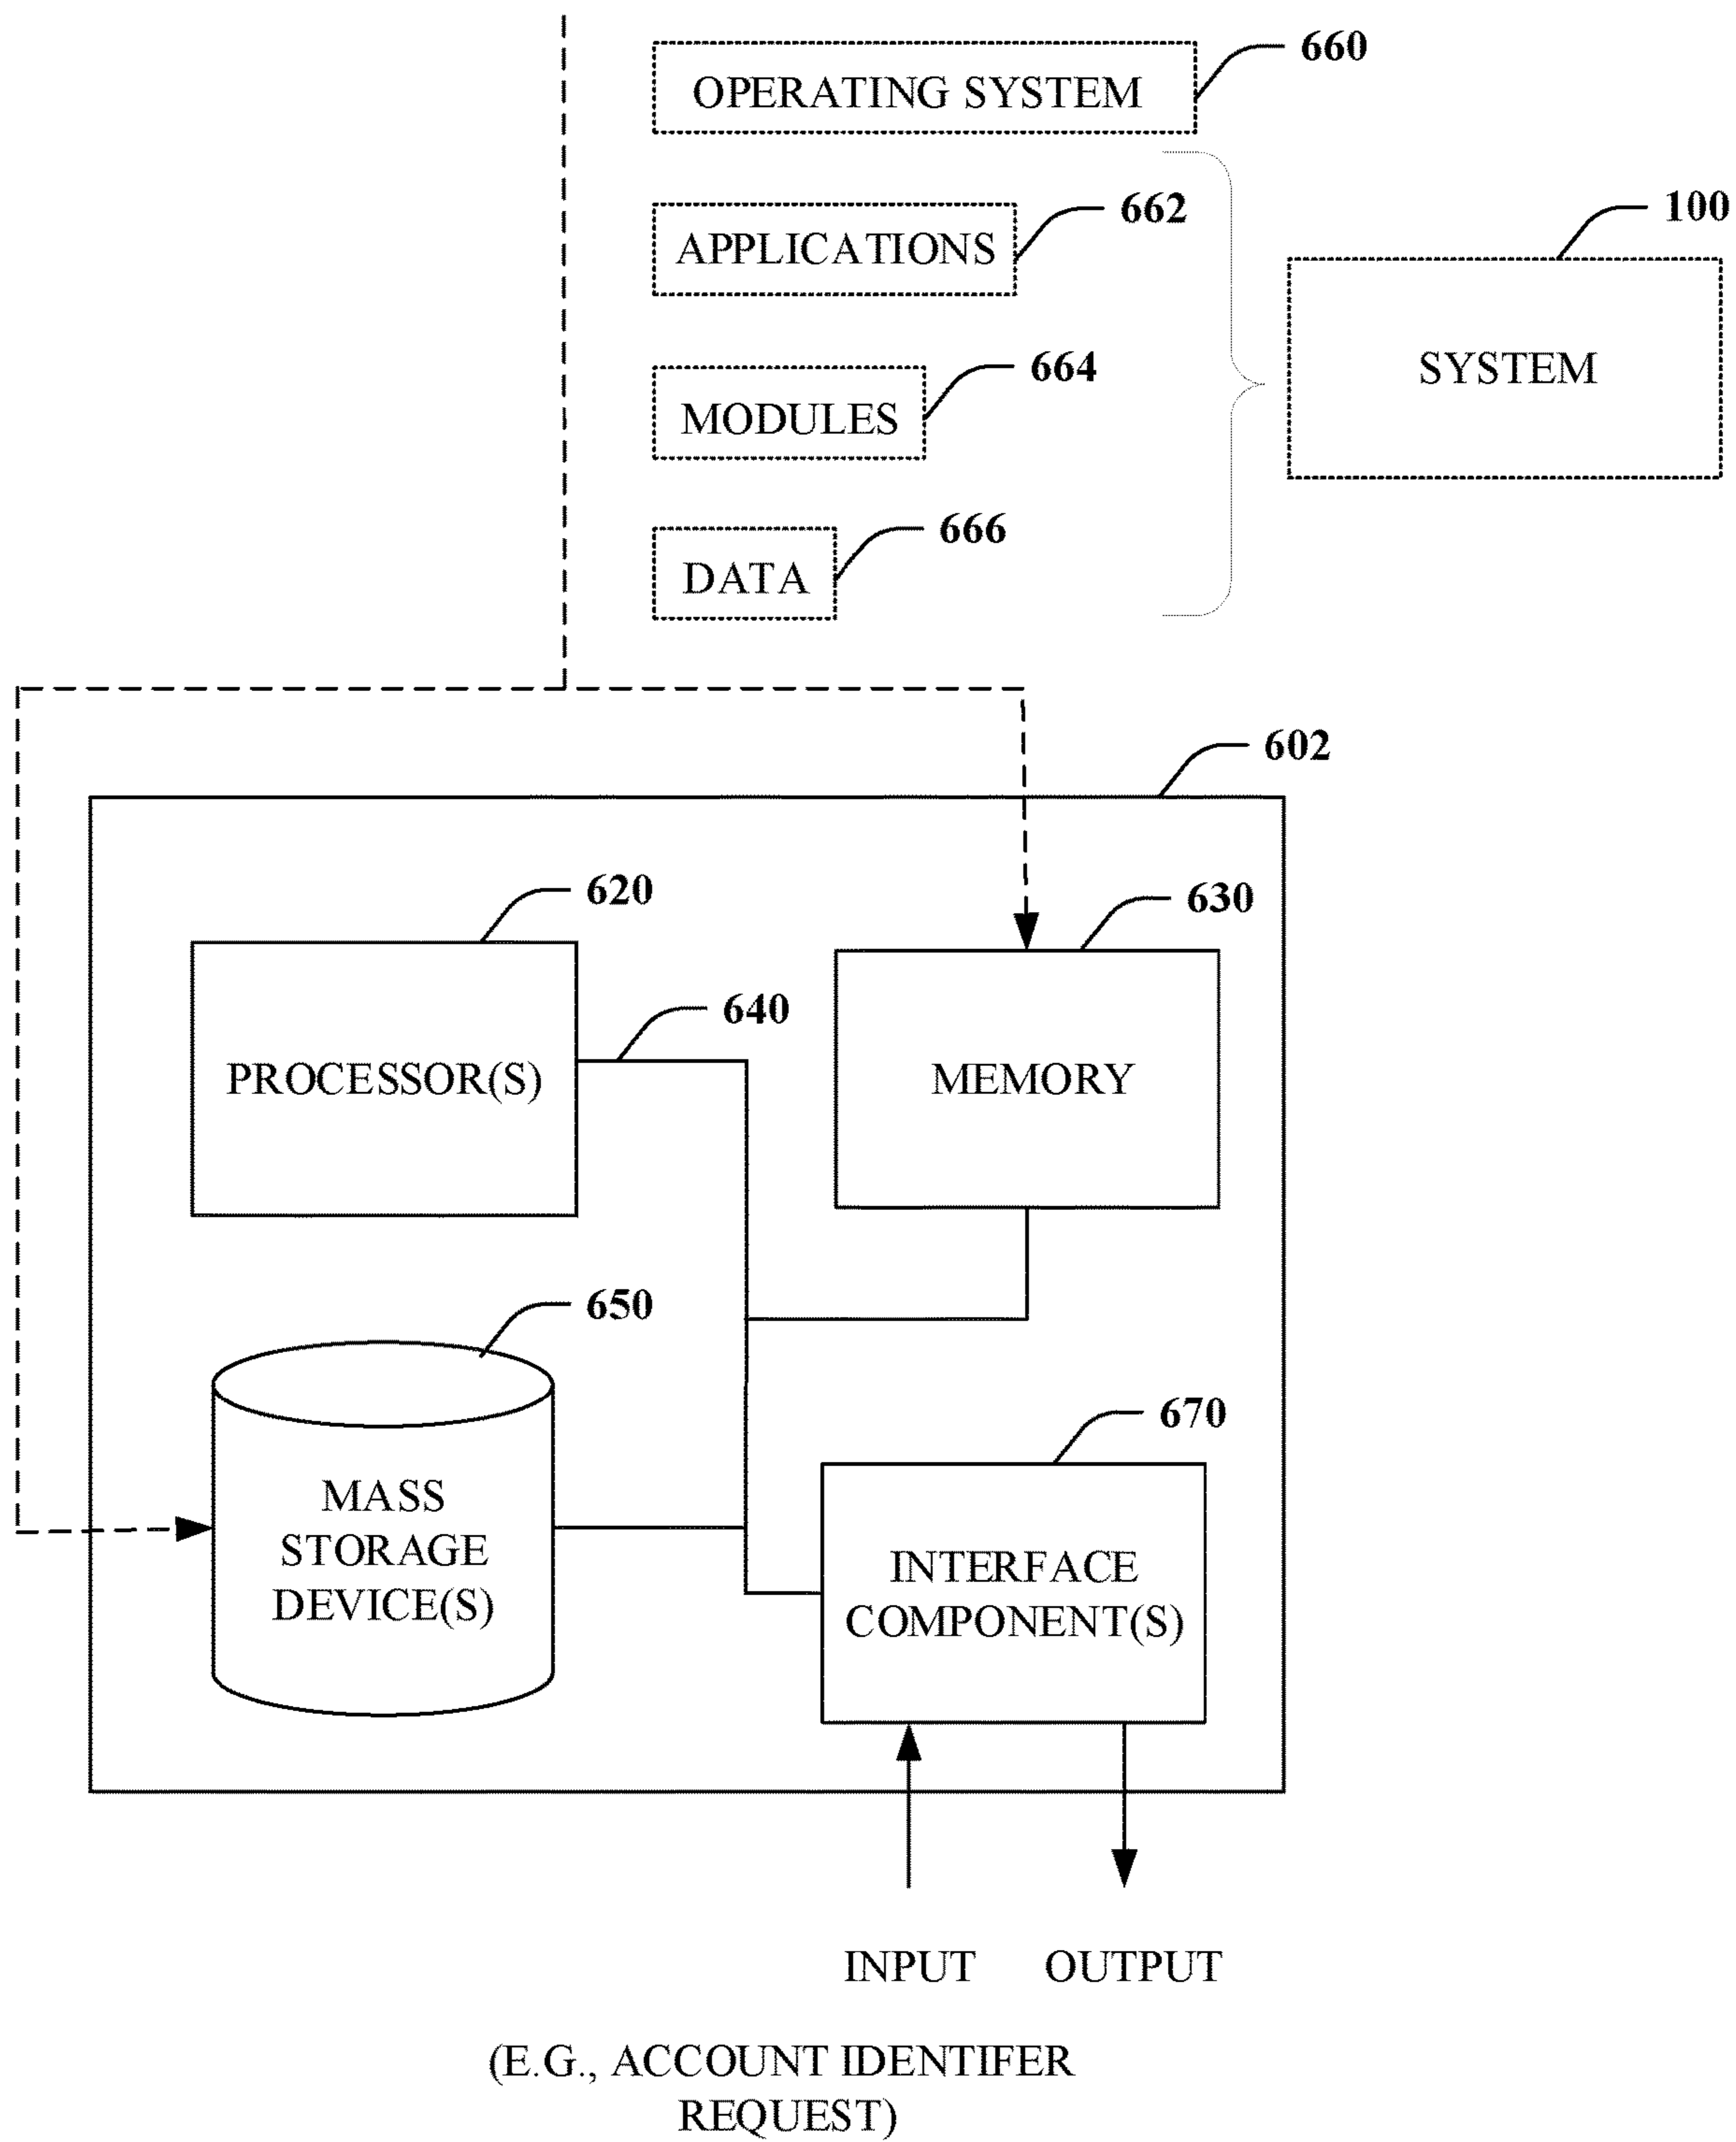 660
OPERATING SYSTEM
662
100
APPLICATIONS
SYSTEM
664
MODULES
666
DATA
602
620
630
640
PROCESSOR(S)
MEMORY
650
670
MASS
STORAGE
DEVICE(S)
INTERFACE
COMPONENT(S)
INPUT
OUTPUT
(E.G., ACCOUNT IDENTIFER
REQUEST)